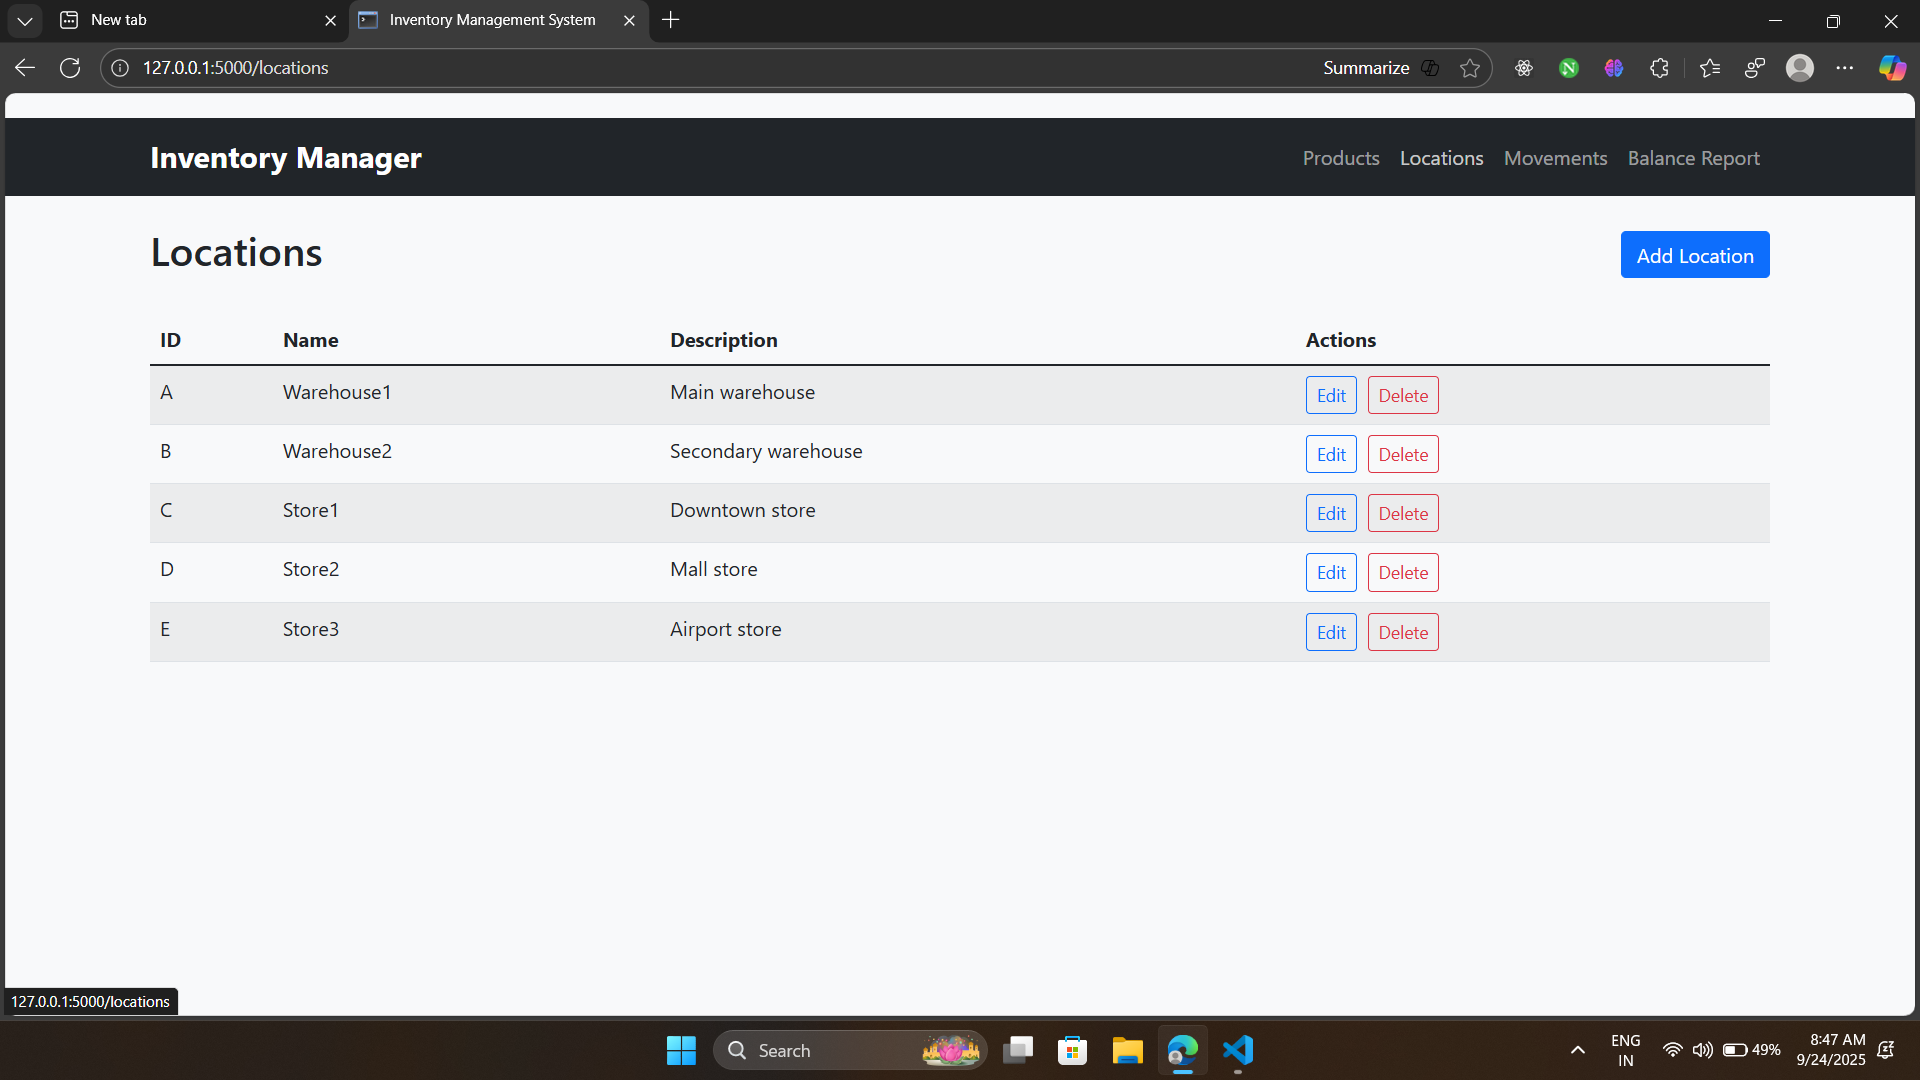 New tab
Inventory Management System
127.0.0.1:5000/locations
Summarize
Inventory Manager
Products Locations Movements Balance Report
Locations
Add Location
ID Name Description Actions
A Warehouse1 Main warehouse Edit Delete
B Warehouse2 Secondary warehouse Edit Delete
C Store1 Downtown store Edit Delete
D Store2 Mall store Edit Delete
E Store3 Airport store Edit Delete
127.0.0.1:5000/locations
Search
ENG
IN
49%
8:47 AM
9/24/2025